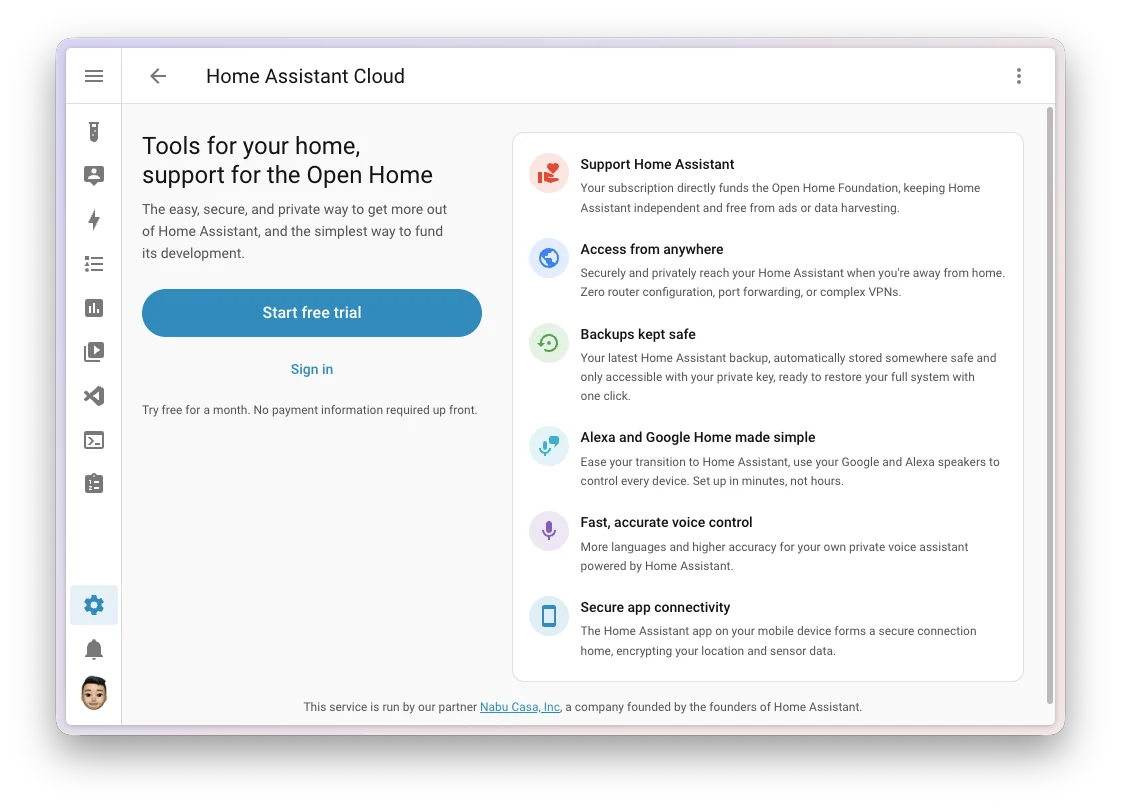 Home Assistant Cloud
Tools for your home,
support for the Open Home
The easy, secure, and private way to get more out
of Home Assistant, and the simplest way to fund
its development.
Start free trial
Sign in
Try free for a month. No payment information required up front.
Support Home Assistant
Your subscription directly funds the Open Home Foundation, keeping Home
Assistant independent and free from ads or data harvesting.
Access from anywhere
Securely and privately reach your Home Assistant when you're away from home.
Zero router configuration, port forwarding, or complex VPNs.
Backups kept safe
Your latest Home Assistant backup, automatically stored somewhere safe and
only accessible with your private key, ready to restore your full system with
one click.
Alexa and Google Home made simple
Ease your transition to Home Assistant, use your Google and Alexa speakers to
control every device. Set up in minutes, not hours.
Fast, accurate voice control
More languages and higher accuracy for your own private voice assistant
powered by Home Assistant.
Secure app connectivity
The Home Assistant app on your mobile device forms a secure connection
home, encrypting your location and sensor data.
This service is run by our partner Nabu Casa, Inc, a company founded by the founders of Home Assistant.